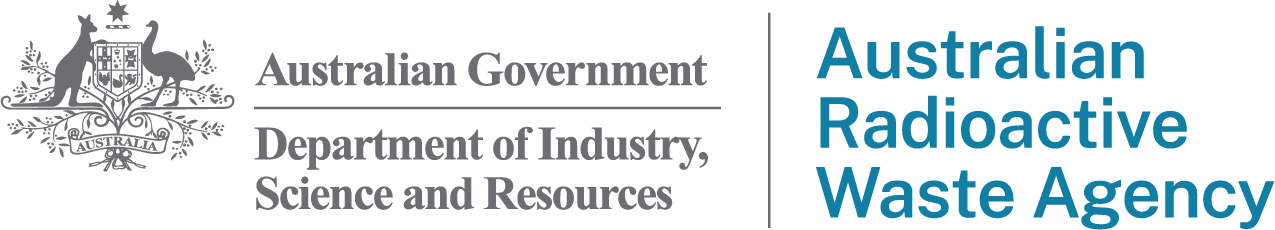 AUSTRALIA
Australian Government
Department of Industry,
Science and Resources
Australian
Radioactive
Waste Agency